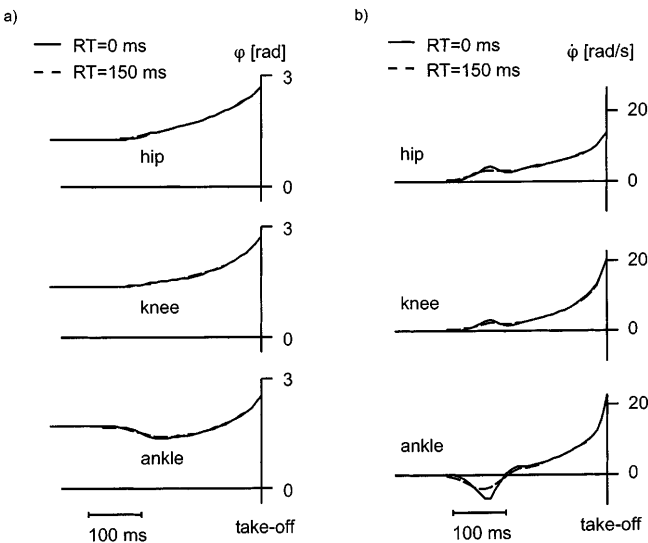 a)
RT=0 ms
RT=150 ms
φ [rad]
3
hip
0
3
knee
0
3
ankle
0
100 ms
take-off
b)
RT=0 ms
RT=150 ms
φ̇ [rad/s]
20
hip
0
20
knee
0
20
ankle
0
100 ms
take-off